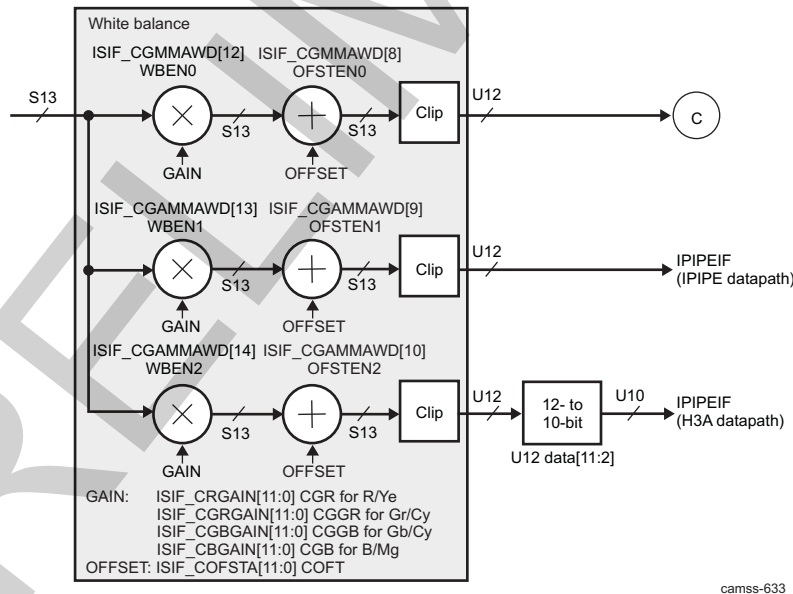 White balance
ISIF_CGMMAWD[12]
WBEN0
ISIF_CGMMAWD[8]
OFSTEN0
S13
S13
S13
Clip
U12
C
GAIN
OFFSET
ISIF_CGAMMAWD[13]
WBEN1
ISIF_CGAMMAWD[9]
OFSTEN1
S13
S13
Clip
U12
IPIPEIF
(IPIPE datapath)
GAIN
OFFSET
ISIF_CGAMMAWD[14]
WBEN2
ISIF_CGAMMAWD[10]
OFSTEN2
S13
S13
Clip
U12
12- to
10-bit
U10
IPIPEIF
(H3A datapath)
U12 data[11:2]
GAIN
OFFSET
GAIN: ISIF_CRGAIN[11:0] CGR for R/Ye
ISIF_CGRGAIN[11:0] CGGR for Gr/Cy
ISIF_CGBGAIN[11:0] CGGB for Gb/Cy
ISIF_CBGAIN[11:0] CGB for B/Mg
OFFSET: ISIF_COFSTA[11:0] COFT
camss-633